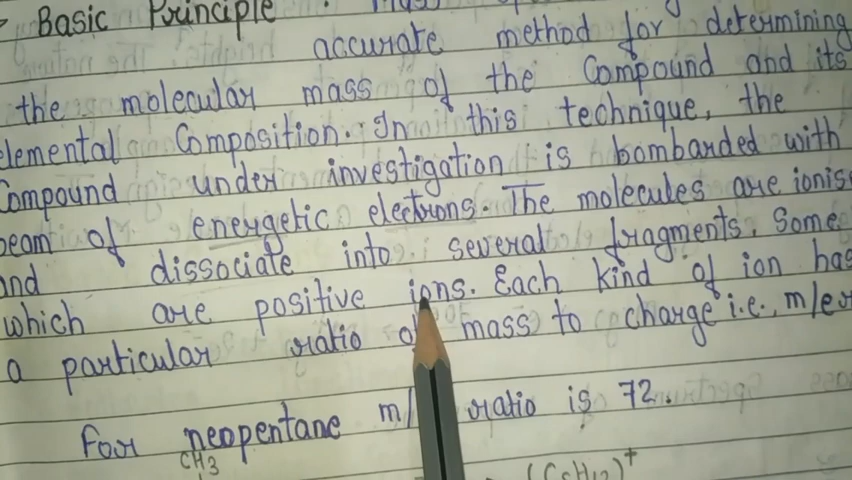 Basic Principle : Mass
accurate method for determining
the molecular mass of the Compound and its
elemental Composition. In this technique, the
Compound under investigation is bombarded with
beam of energetic electrons. The molecules are ionis
and dissociate into several fragments. Some
which are positive ions. Each kind of ion has
a particular ratio of mass to charge i.e., m/e or
For neopentane m/ ratio is 72.
CH3
(C5H12)+